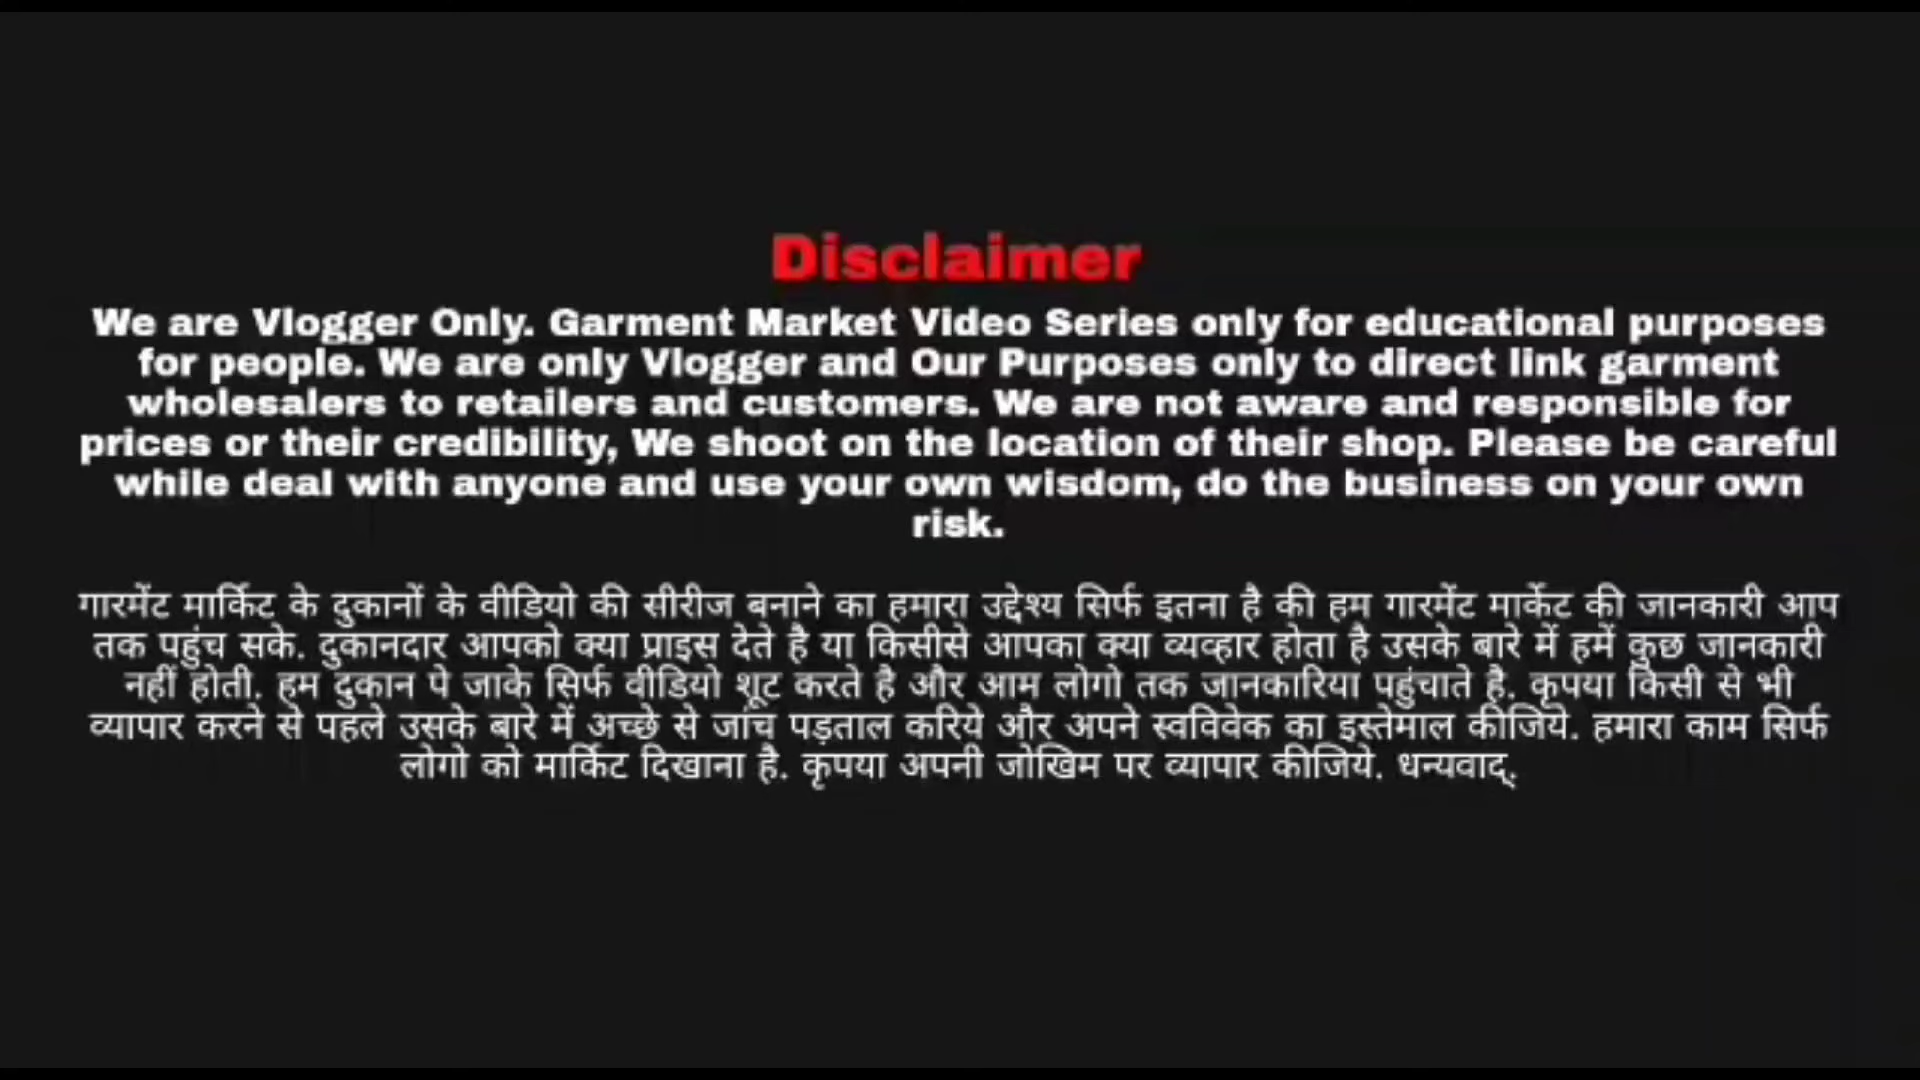 Disclaimer
We are Vlogger Only. Garment Market Video Series only for educational purposes
for people. We are only Vlogger and Our Purposes only to direct link garment
wholesalers to retailers and customers. We are not aware and responsible for
prices or their credibility, We shoot on the location of their shop. Please be careful
while deal with anyone and use your own wisdom, do the business on your own
risk.
गारमेंट मार्किट के दुकानों के वीडियो की सीरीज बनाने का हमारा उद्देश्य सिर्फ इतना है की हम गारमेंट मार्केट की जानकारी आप
तक पहुंच सके. दुकानदार आपको क्या प्राइस देते है या किसीसे आपका क्या व्यव्हार होता है उसके बारे में हमें कुछ जानकारी
नहीं होती. हम दुकान पे जाके सिर्फ वीडियो शूट करते है और आम लोगो तक जानकारिया पहुंचाते है. कृपया किसी से भी
व्यापार करने से पहले उसके बारे में अच्छे से जांच पड़ताल करिये और अपने स्वविवेक का इस्तेमाल कीजिये. हमारा काम सिर्फ
लोगो को मार्किट दिखाना है. कृपया अपनी जोखिम पर व्यापार कीजिये. धन्यवाद्.